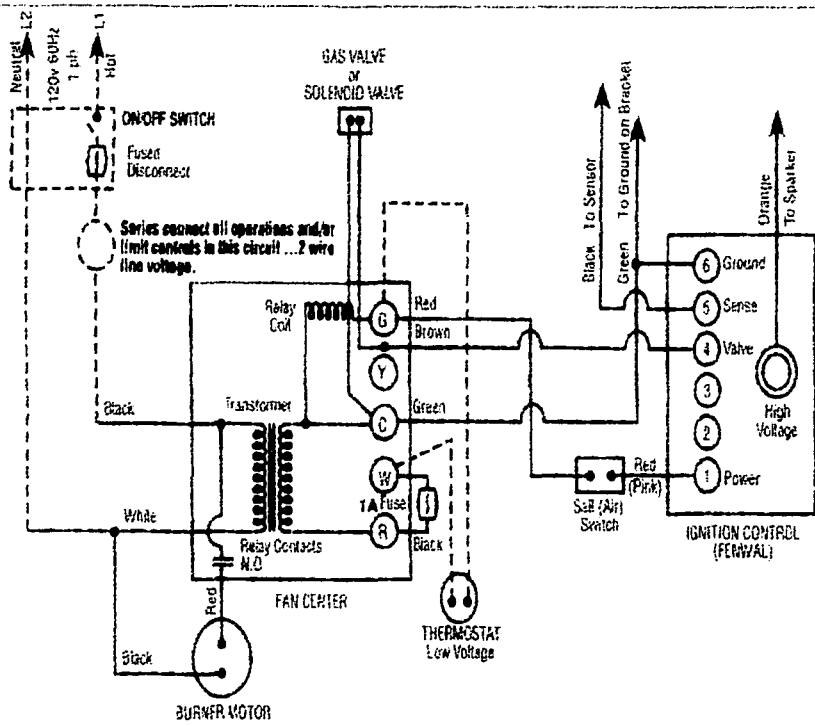 Neutral L2
120v 60Hz
1 ph
Hot L1
ON/OFF SWITCH
Fused
Disconnect
Series connect all operations and/or
limit controls in this circuit ...2 wire
line voltage.
GAS VALVE
or
SOLENOID VALVE
Black To Sensor
Green To Ground on Bracket
Orange
To Sparker
Relay
Coil
G
Red
Brown
Y
Green
C
W
1A Fuse
R
Black
Black
Transformer
White
Relay Contacts
N.O
FAN CENTER
Red
Black
BURNER MOTOR
THERMOSTAT
Low Voltage
Sail (Air)
Switch
Red
(Pink)
6 Ground
5 Sense
4 Valve
3
2
1 Power
High
Voltage
IGNITION CONTROL
(FENWAL)